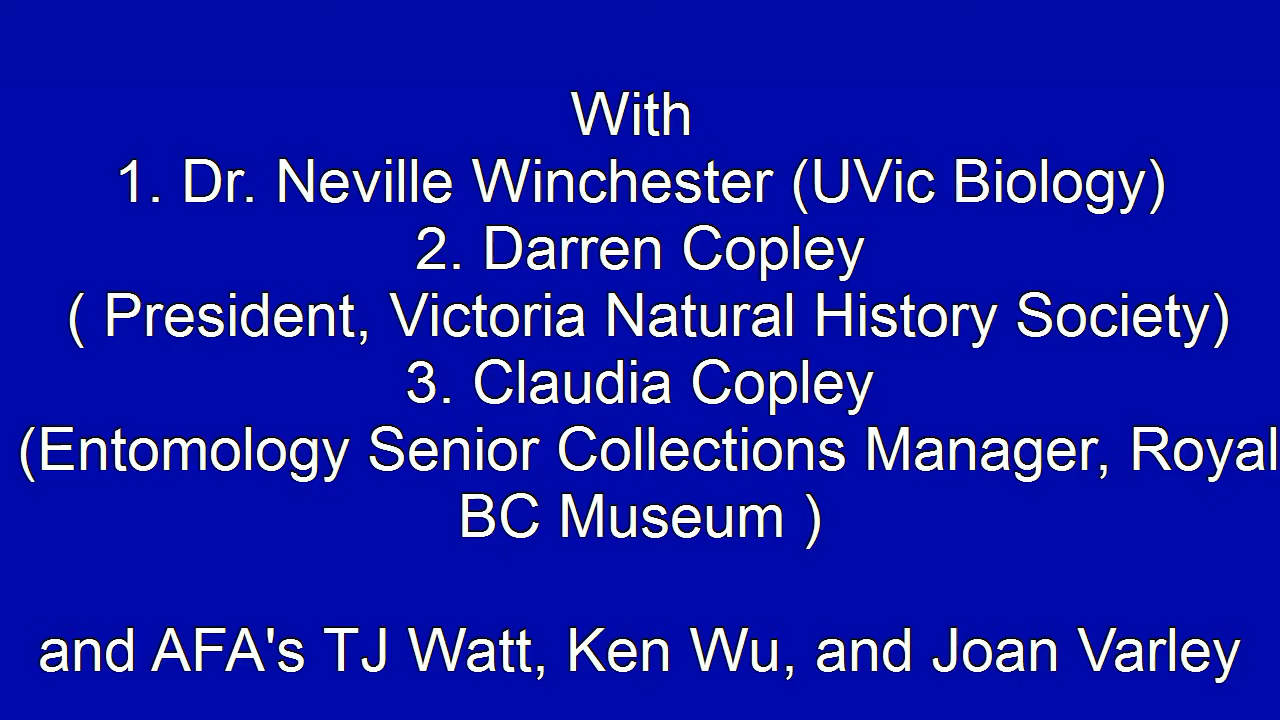 With
1. Dr. Neville Winchester (UVic Biology)
2. Darren Copley
( President, Victoria Natural History Society)
3. Claudia Copley
(Entomology Senior Collections Manager, Royal
BC Museum )
and AFA's TJ Watt, Ken Wu, and Joan Varley